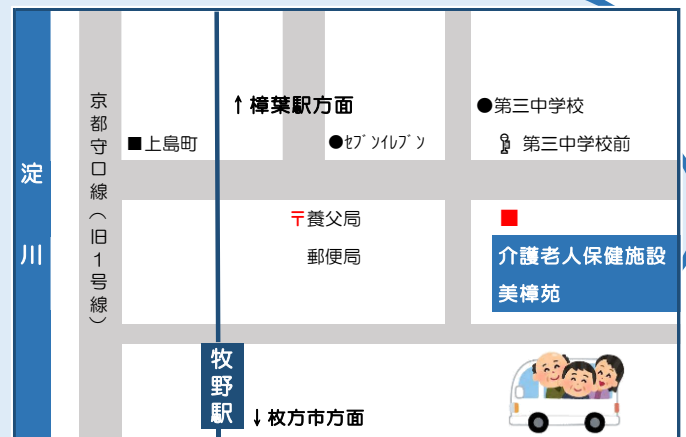 淀川
京都守口線（旧1号線）
↑樟葉駅方面
●第三中学校
■上島町
●ｾﾌﾞﾝｲﾚﾌﾞﾝ
第三中学校前
〒養父局
郵便局
■
介護老人保健施設
美樟苑
牧野駅
↓枚方市方面